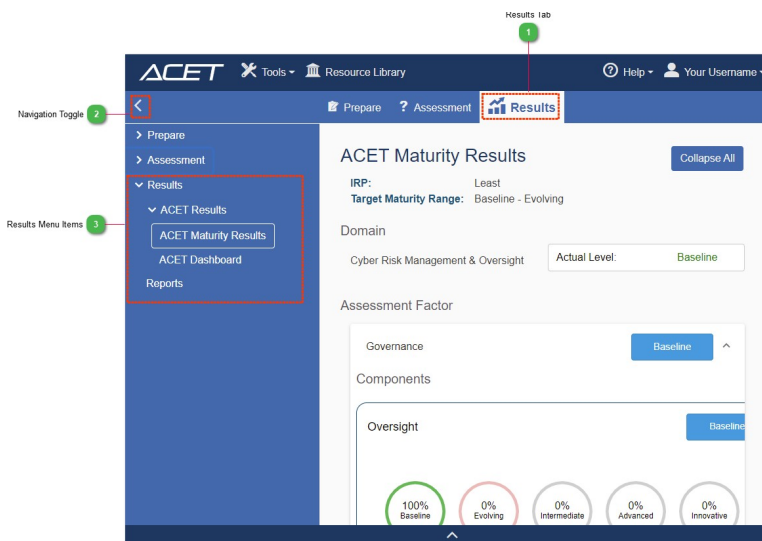 Results Tab
1
ACET Tools Resource Library Help Your Username
Navigation Toggle 2
Prepare ? Assessment Results
Prepare
Assessment
Results
ACET Results
ACET Maturity Results
ACET Dashboard
Reports
Results Menu Items 3
ACET Maturity Results Collapse All
IRP: Least
Target Maturity Range: Baseline - Evolving
Domain
Cyber Risk Management & Oversight Actual Level: Baseline
Assessment Factor
Governance Baseline
Components
Oversight Baseline
100% 0% 0% 0% 0%
Baseline Evolving Intermediate Advanced Innovative